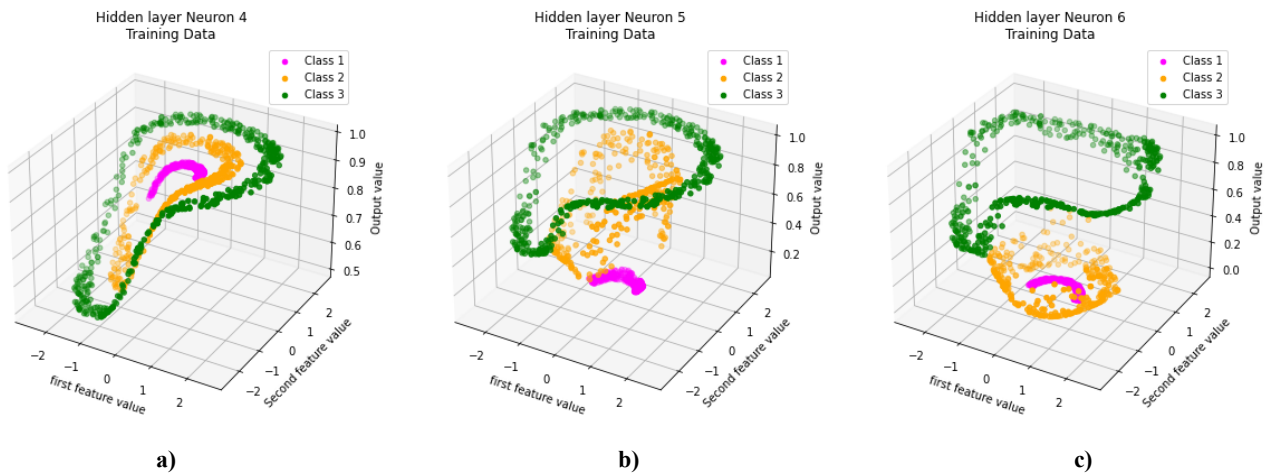 Hidden layer Neuron 4
Training Data
Class 1
Class 2
Class 3
1.0
0.9
0.8
0.7
0.6
0.5
Output value
−2
−1
0
1
2
first feature value
−2
−1
0
1
2
Second feature value
a)
Hidden layer Neuron 5
Training Data
Class 1
Class 2
Class 3
1.0
0.8
0.6
0.4
0.2
Output value
−2
−1
0
1
2
first feature value
−2
−1
0
1
2
Second feature value
b)
Hidden layer Neuron 6
Training Data
Class 1
Class 2
Class 3
1.0
0.8
0.6
0.4
0.2
0.0
Output value
−2
−1
0
1
2
first feature value
−2
−1
0
1
2
Second feature value
c)